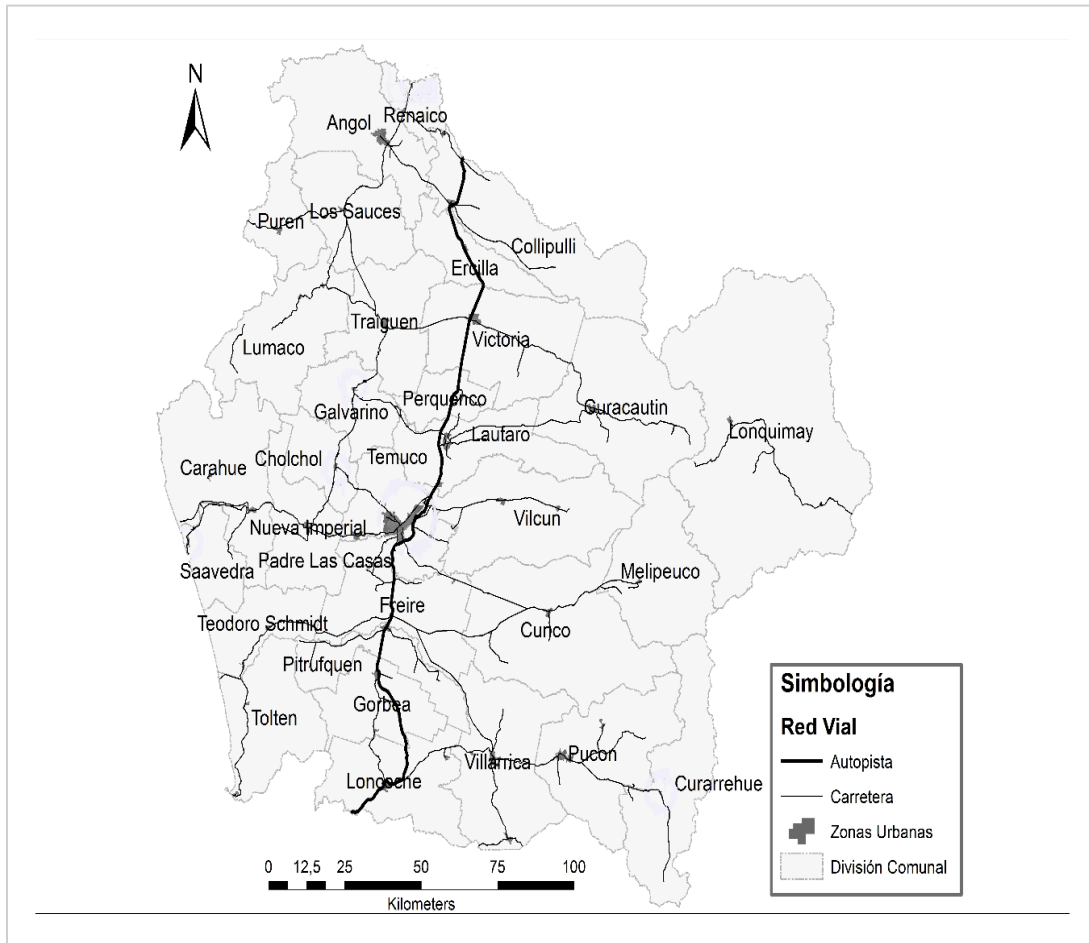 N
Renaico
Angol
Los Sauces
Puren
Collipulli
Ercilla
Traiguen
Victoria
Lumaco
Perquenco
Galvarino
Curacautin
Lautaro
Lonquimay
Temuco
Cholchol
Carahue
Vilcun
Nueva Imperial
Padre Las Casas
Saavedra
Melipeuco
Freire
Teodoro Schmidt
Cunco
Pitrufquen
Gorbea
Tolten
Villarrica
Pucon
Loncoche
Curarrehue
Simbología
Red Vial
Autopista
Carretera
Zonas Urbanas
División Comunal
0 12,5 25 50 75 100
Kilometers